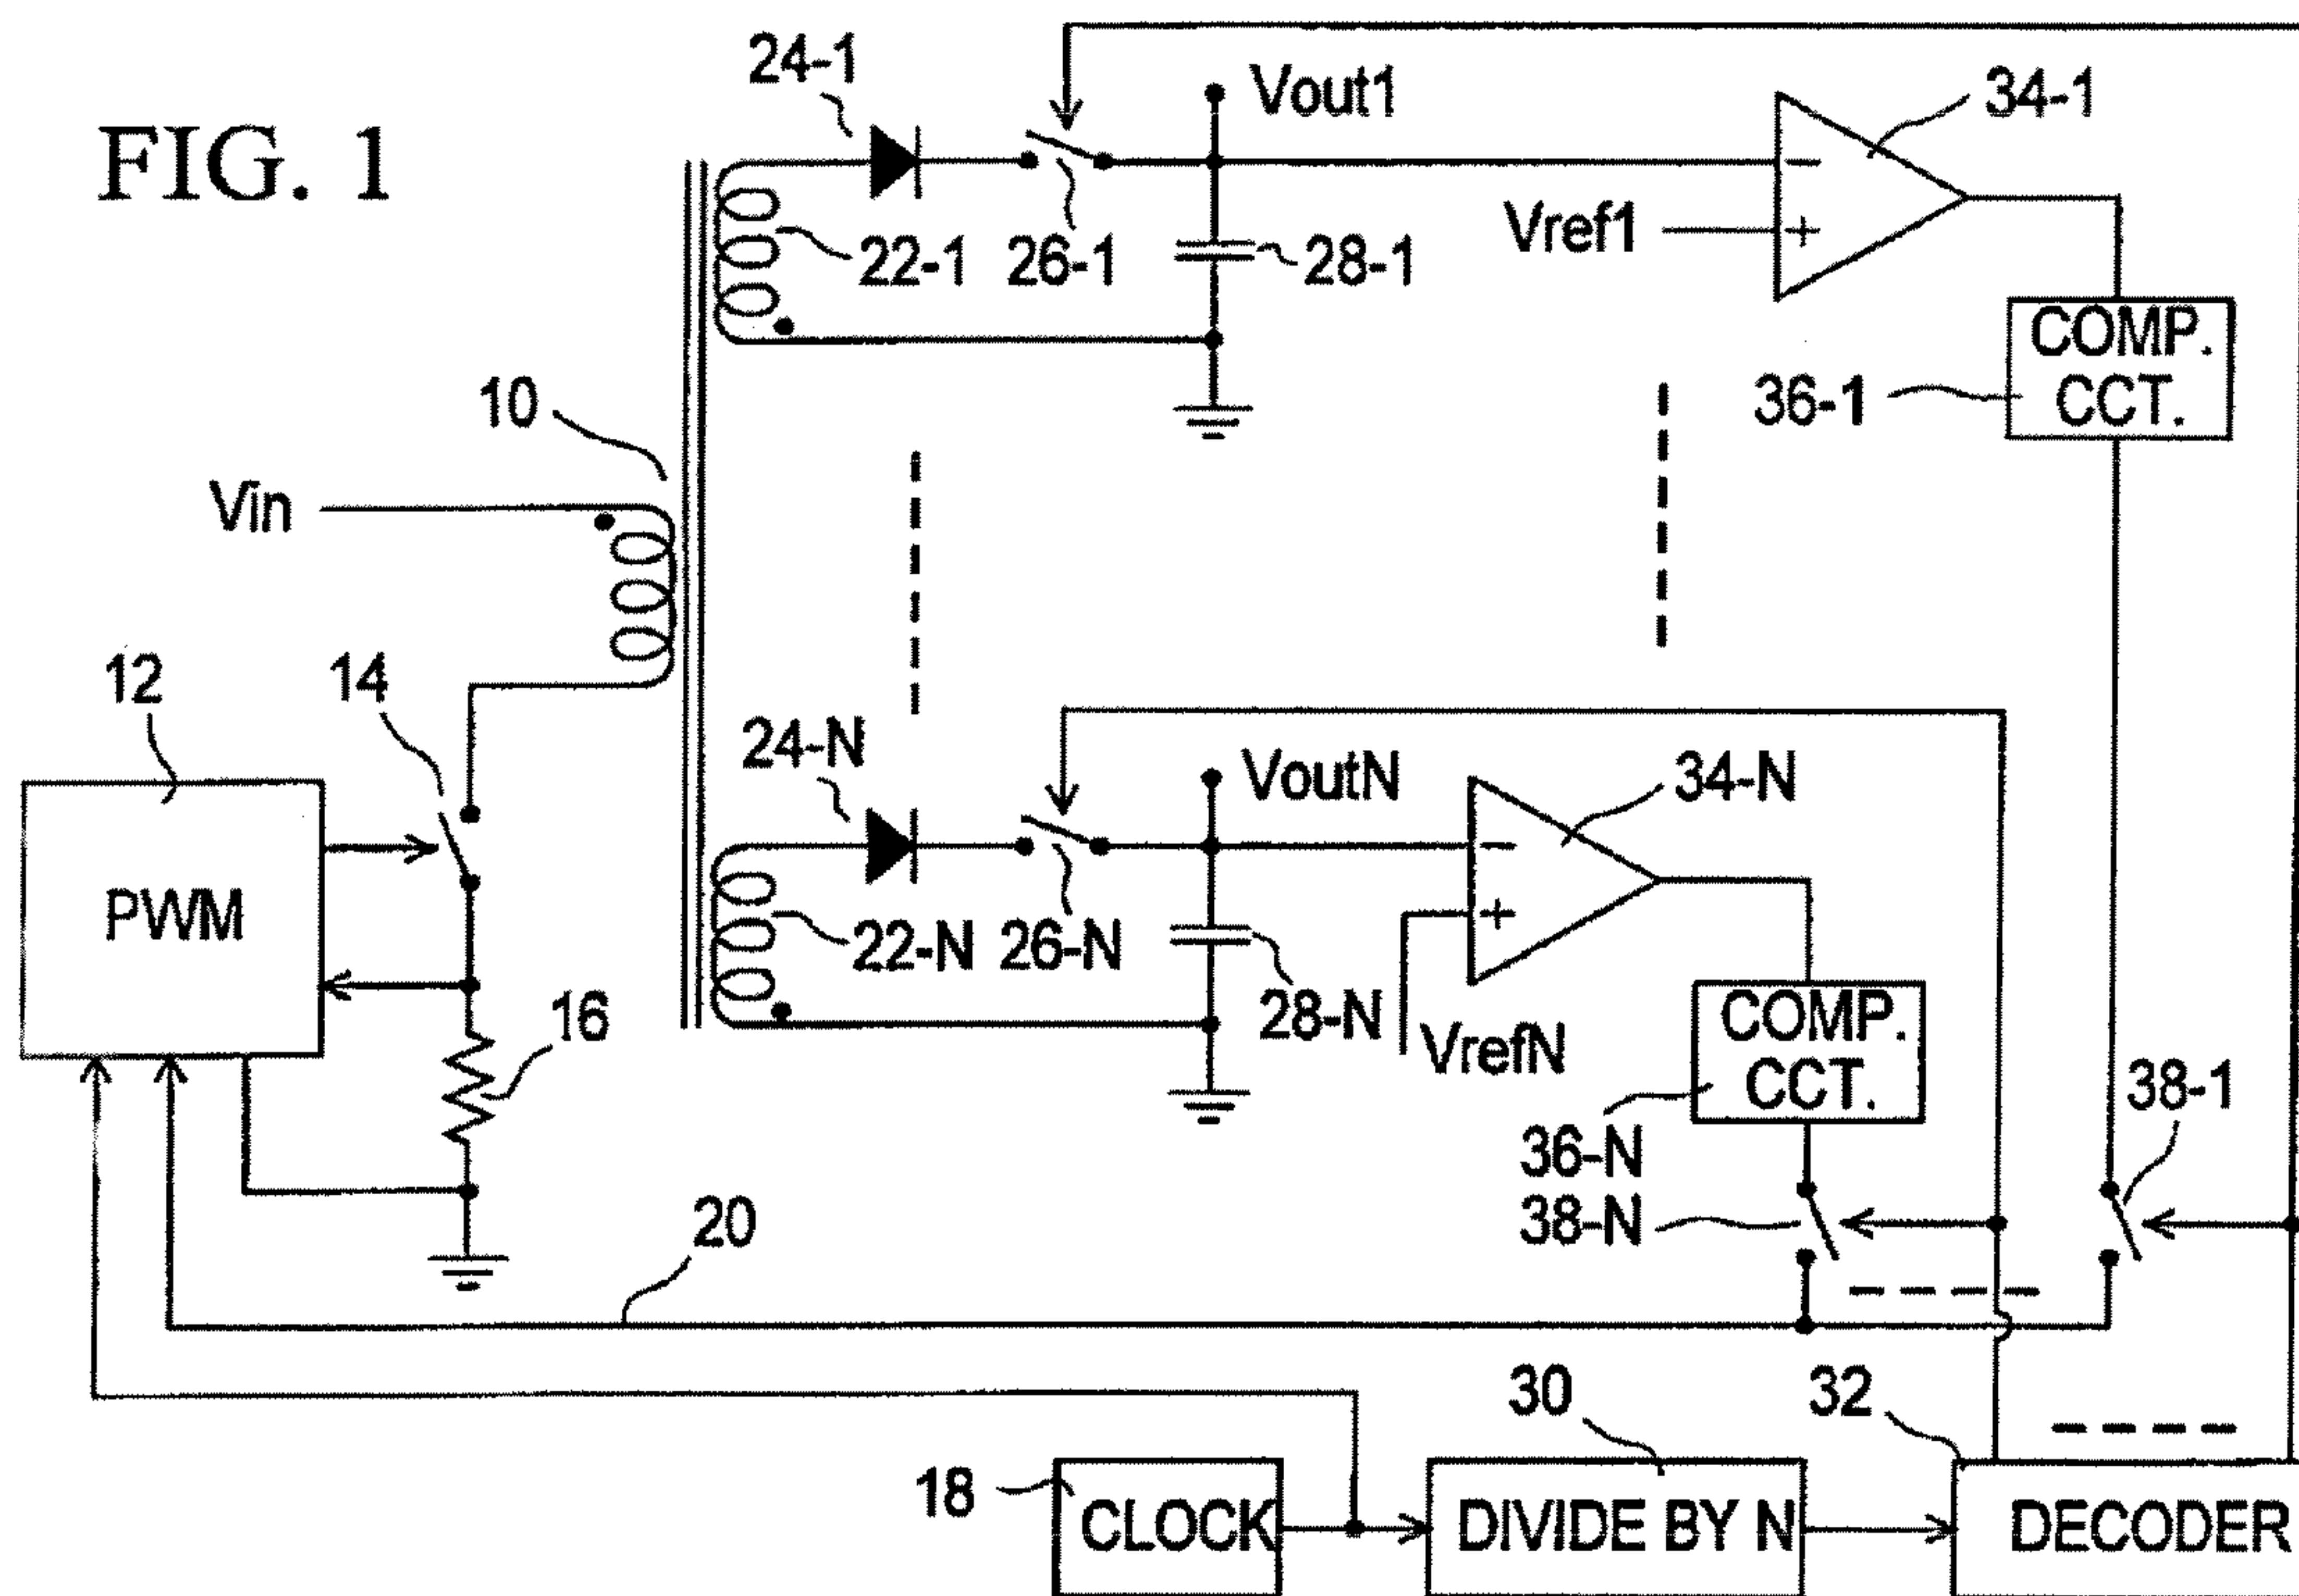 FIG. 1
24-1
Vout1
34-1
22-1
26-1
28-1
Vref1
−
+
COMP.
CCT.
36-1
10
Vin
12
14
PWM
16
24-N
VoutN
34-N
22-N
26-N
28-N
VrefN
−
+
COMP.
CCT.
36-N
38-N
38-1
20
30
32
18
CLOCK
DIVIDE BY N
DECODER